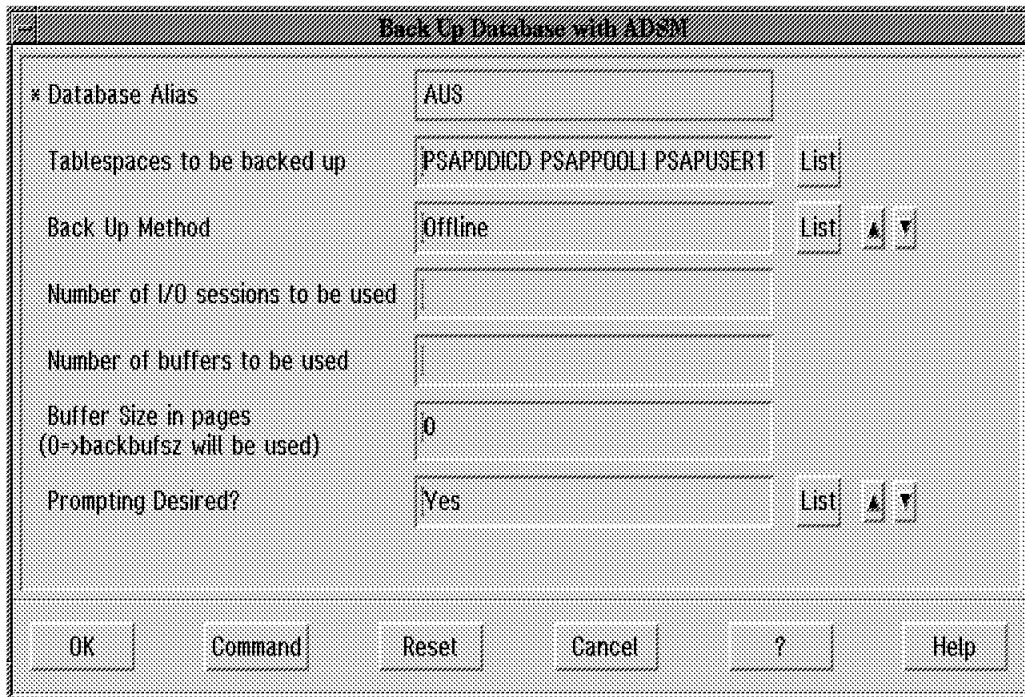 Back Up Database with ADSM
* Database Alias AUS
Tablespaces to be backed up PSAPDDICD PSAPPOOLI PSAPUSER1 List
Back Up Method Offline List ▲ ▼
Number of I/O sessions to be used
Number of buffers to be used
Buffer Size in pages
(0=>backbufsz will be used) 0
Prompting Desired? Yes List ▲ ▼
OK Command Reset Cancel ? Help